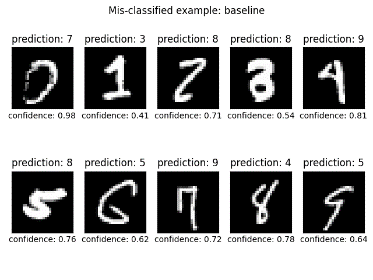 Mis-classified example: baseline
prediction: 7 prediction: 3 prediction: 8 prediction: 8 prediction: 9
confidence: 0.98 confidence: 0.41 confidence: 0.71 confidence: 0.54 confidence: 0.81
prediction: 8 prediction: 5 prediction: 9 prediction: 4 prediction: 5
confidence: 0.76 confidence: 0.62 confidence: 0.72 confidence: 0.78 confidence: 0.64